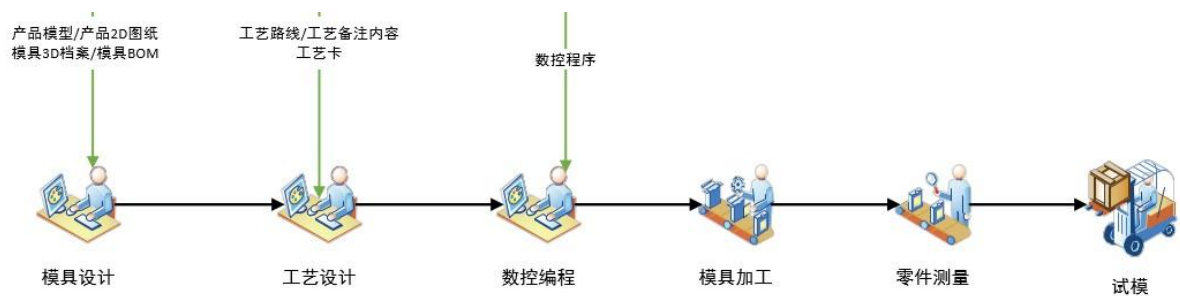 产品模型/产品2D图纸
模具3D档案/模具BOM
工艺路线/工艺备注内容
工艺卡
数控程序
模具设计
工艺设计
数控编程
模具加工
零件测量
试模